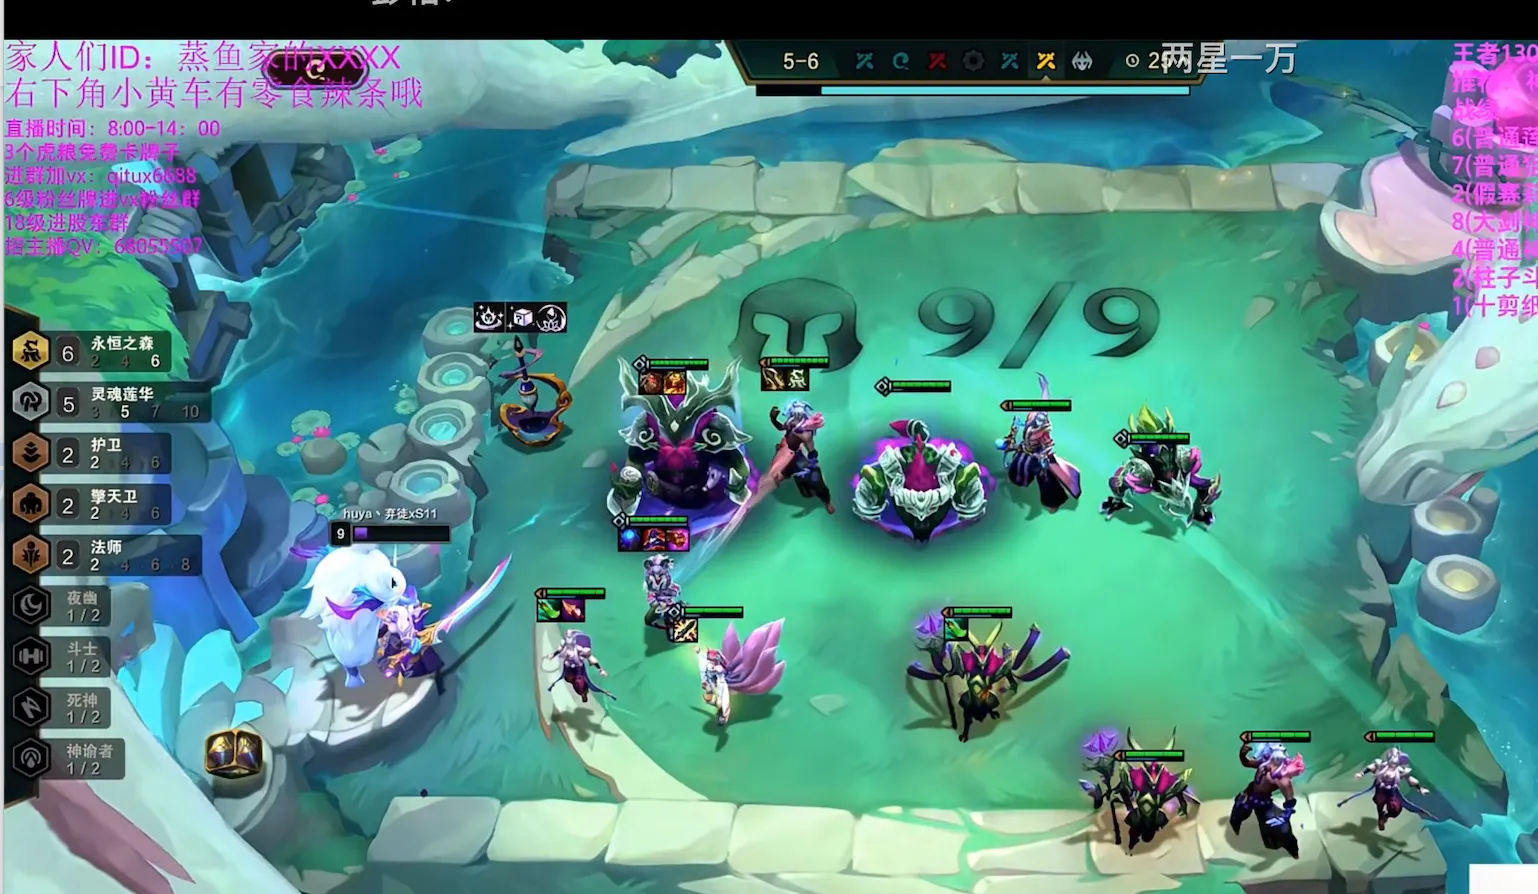 家人们ID：蒸鱼家的XXXX
右下角小黄车有零食辣条哦
直播时间：8:00-14：00
3个虎粮免费卡牌子
进群加vx：qitux6688
6级粉丝牌进vx粉丝群
18级进股东群
招主播QV：68055507
5-6
两星一万
王者130
推
战绩
6(普通
7(普通
2(假赛
8(大剑
4(普通
2(柱子斗
1(十剪纸
9/9
6 永恒之森
2 4 6
5 灵魂莲华
3 5 7 10
2 护卫
2 4 6
2 擎天卫
2 4 6
2 法师
2 4 6 8
夜幽
1/2
斗士
1/2
死神
1/2
神谕者
1/2
huya丶弃徒xS11
9